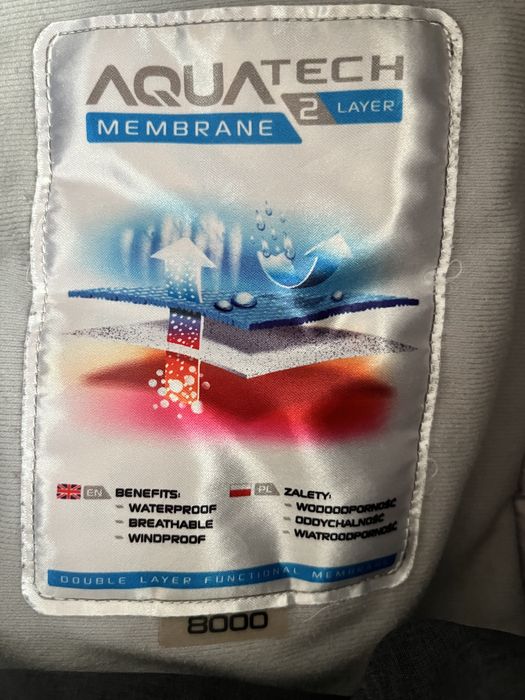 AQUATECH
MEMBRANE 2 LAYER
EN BENEFITS:
- WATERPROOF
- BREATHABLE
- WINDPROOF
PL ZALETY:
- WODOODPORNOŚĆ
- ODDYCHALNOŚĆ
- WIATROODPORNOŚĆ
DOUBLE LAYER FUNCTIONAL MEMBRANE
8000